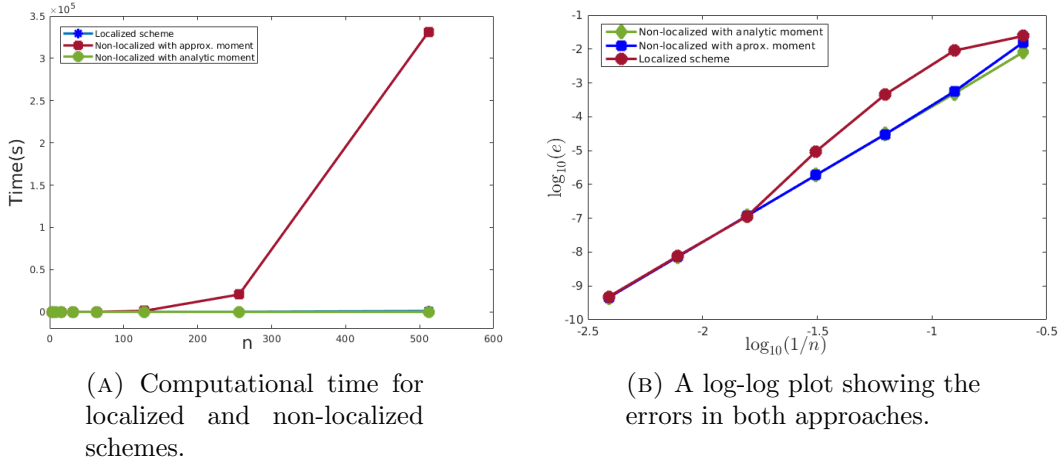 3.5 ×10⁵
3
2.5
1.5
0.5
0
Time(s)
0 100 200 300 400 500 600
n
Localized scheme
Non-localized with approx. moment
Non-localized with analytic moment
(A) Computational time for
localized and non-localized
schemes.
-1
-2
-3
-4
-5
-6
-7
-8
-9
-10
log₁₀(e)
-2.5 -2 -1.5 -1 -0.5
log₁₀(1/n)
Non-localized with analytic moment
Non-localized with aprox. moment
Localized scheme
(B) A log-log plot showing the
errors in both approaches.